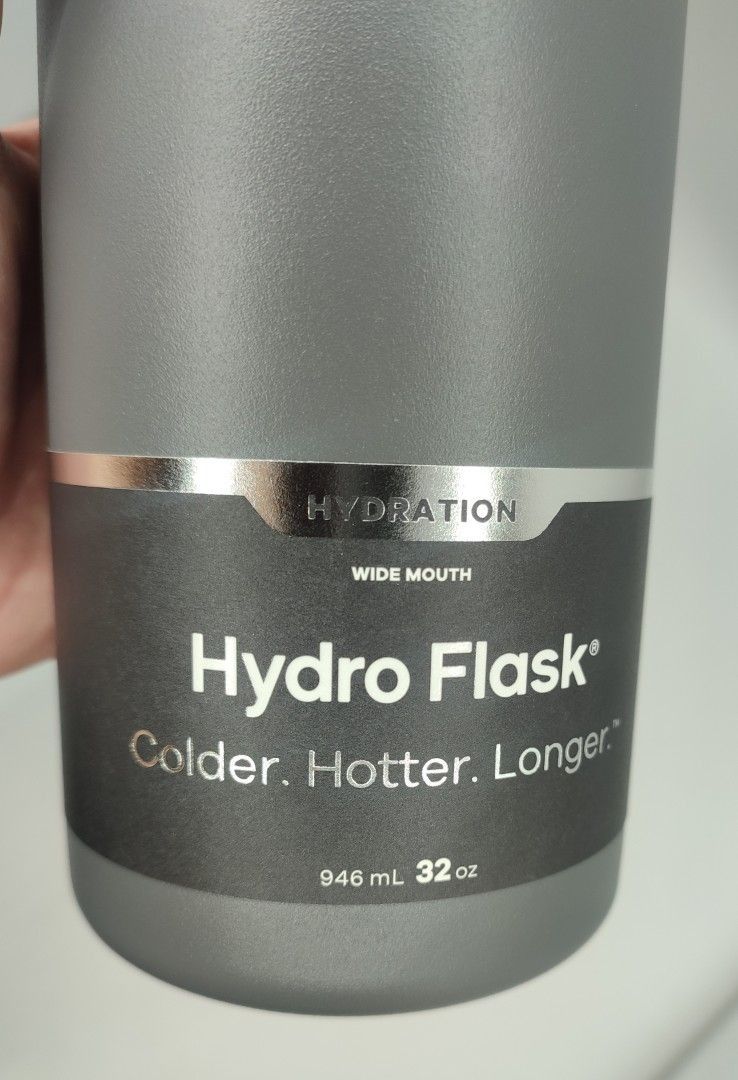 HYDRATION
WIDE MOUTH
Hydro Flask®
Colder. Hotter. Longer.™
946 mL 32 oz